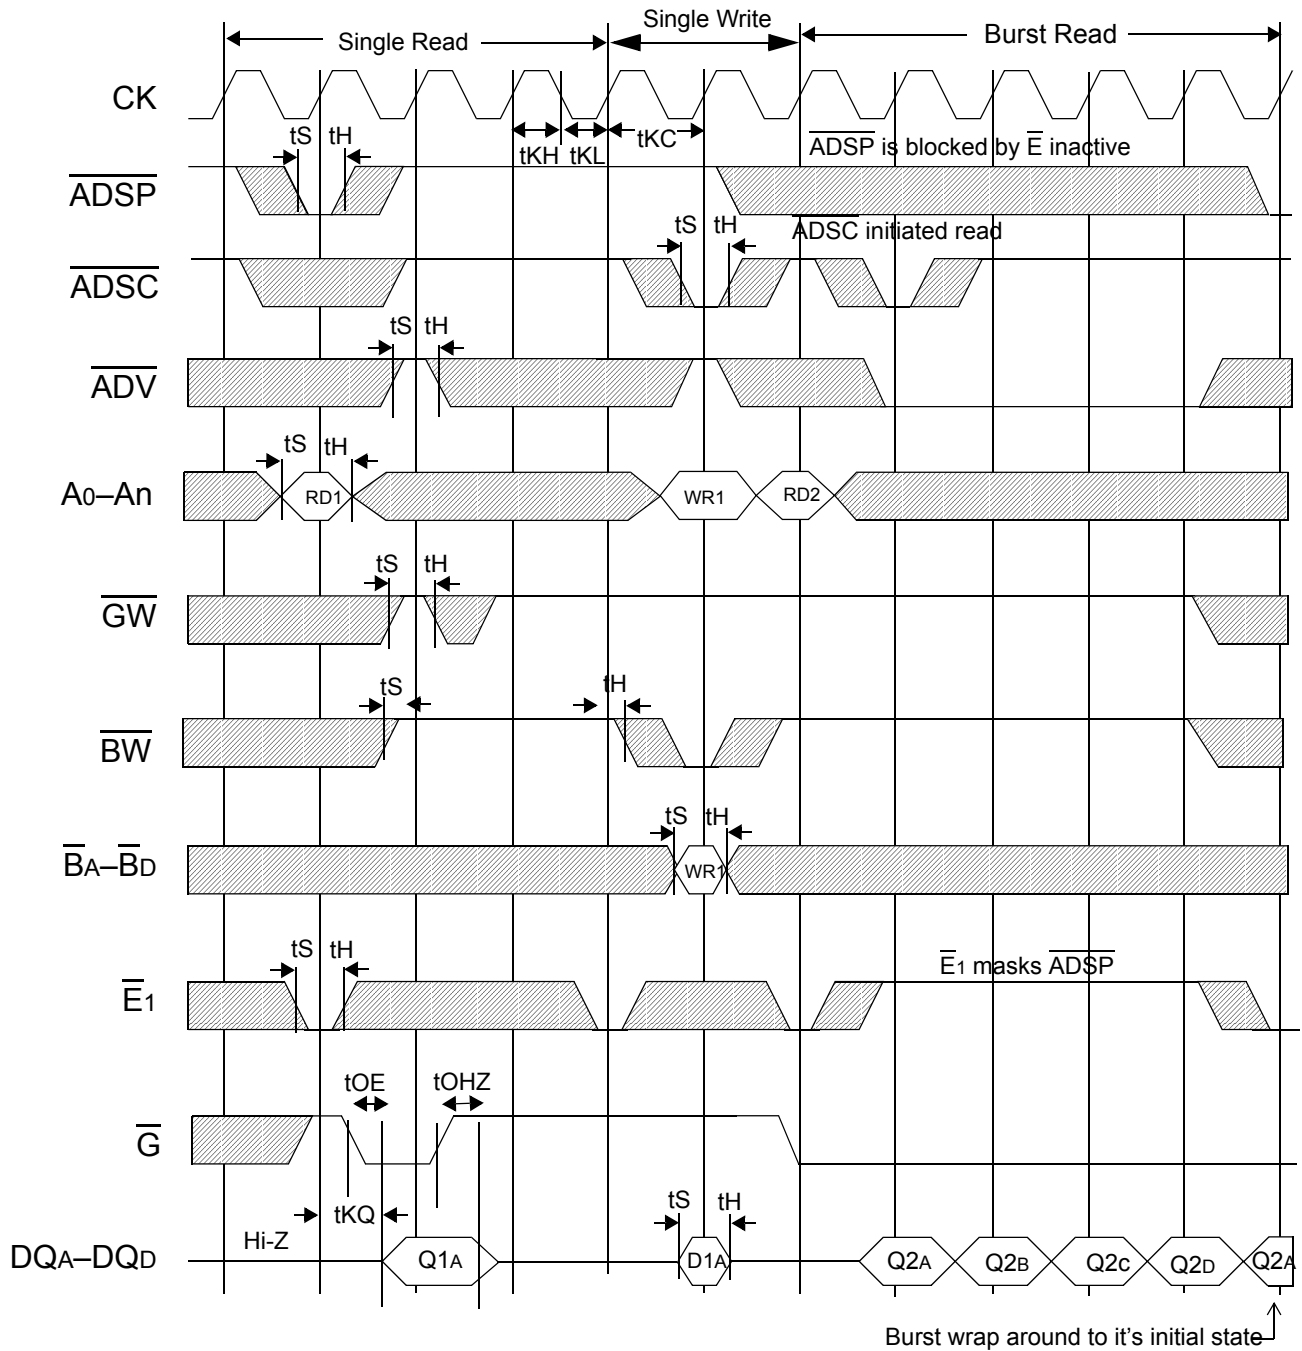 Single Read
Single Write
Burst Read
CK
tS tH
tKH tKL tKC
ADSP is blocked by E inactive
ADSP
tS tH
ADSC initiated read
ADSC
tS tH
ADV
tS tH
A0–An
RD1 WR1 RD2
tS tH
GW
tS tH
BW
tS tH
BA–BD
WR1
tS tH
E1 masks ADSP
E1
tOE tOHZ
G
tKQ
tS tH
Hi-Z
DQA–DQD
Q1A D1A Q2A Q2B Q2c Q2D Q2A
Burst wrap around to it's initial state